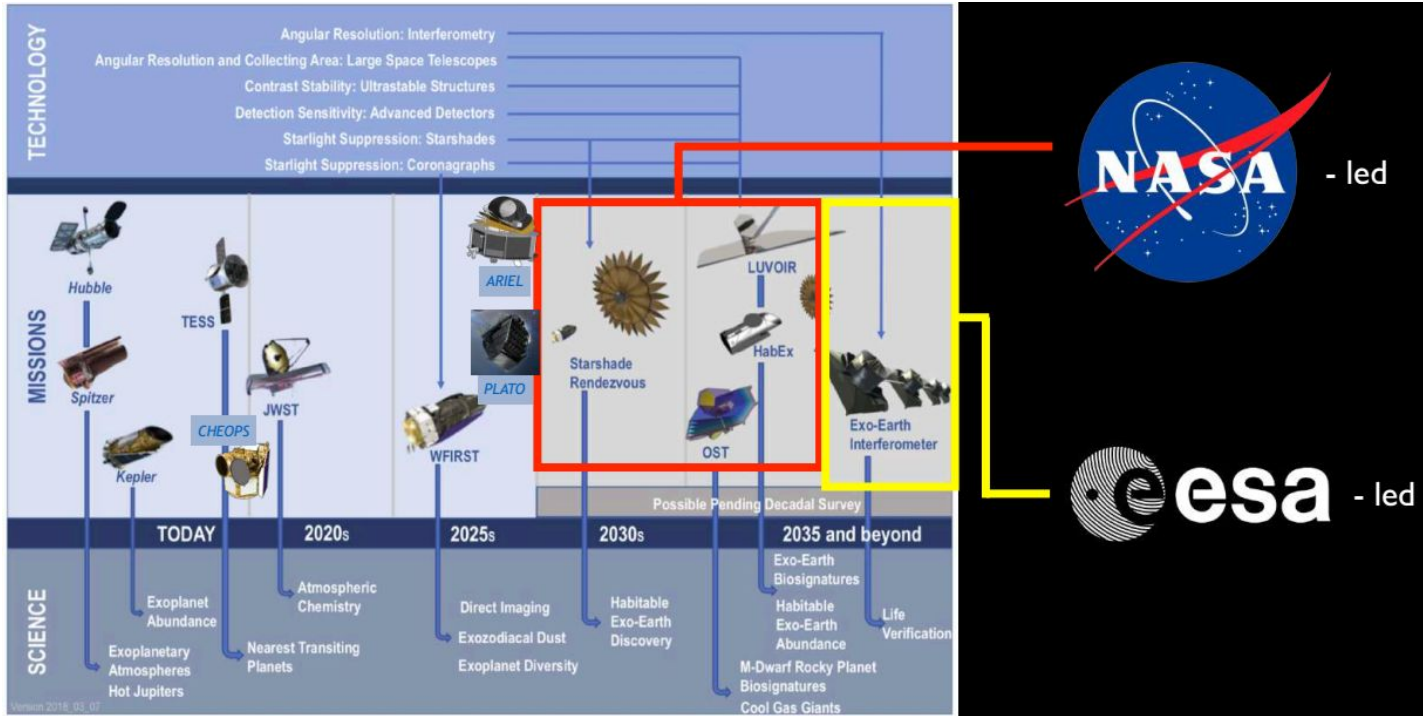 TECHNOLOGY
Angular Resolution: Interferometry
Angular Resolution and Collecting Area: Large Space Telescopes
Contrast Stability: Ultrastable Structures
Detection Sensitivity: Advanced Detectors
Starlight Suppression: Starshades
Starlight Suppression: Coronagraphs
MISSIONS
Hubble
Spitzer
Kepler
TESS
CHEOPS
JWST
ARIEL
PLATO
WFIRST
Starshade
Rendezvous
LUVOIR
HabEx
OST
Exo-Earth
Interferometer
Possible Pending Decadal Survey
TODAY
2020s
2025s
2030s
2035 and beyond
SCIENCE
Exoplanet
Abundance
Exoplanetary
Atmospheres
Hot Jupiters
Nearest Transiting
Planets
Atmospheric
Chemistry
Direct Imaging
Exozodiacal Dust
Exoplanet Diversity
Habitable
Exo-Earth
Discovery
Exo-Earth
Biosignatures
Habitable
Exo-Earth
Abundance
M-Dwarf Rocky Planet
Biosignatures
Cool Gas Giants
Life
Verification
Version 2018_03_07
NASA
- led
esa
- led